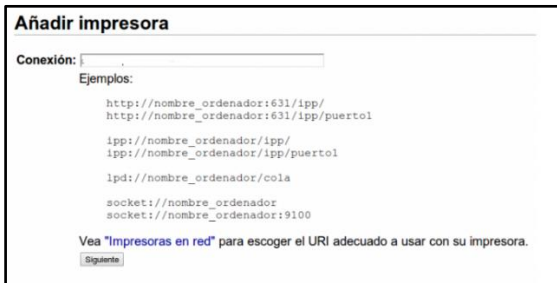 Añadir impresora
Conexión:
Ejemplos:
http://nombre_ordenador:631/ipp/
http://nombre_ordenador:631/ipp/puerto1
ipp://nombre_ordenador/ipp/
ipp://nombre_ordenador/ipp/puerto1
lpd://nombre_ordenador/cola
socket://nombre_ordenador
socket://nombre_ordenador:9100
Vea "Impresoras en red" para escoger el URI adecuado a usar con su impresora.
Siguiente